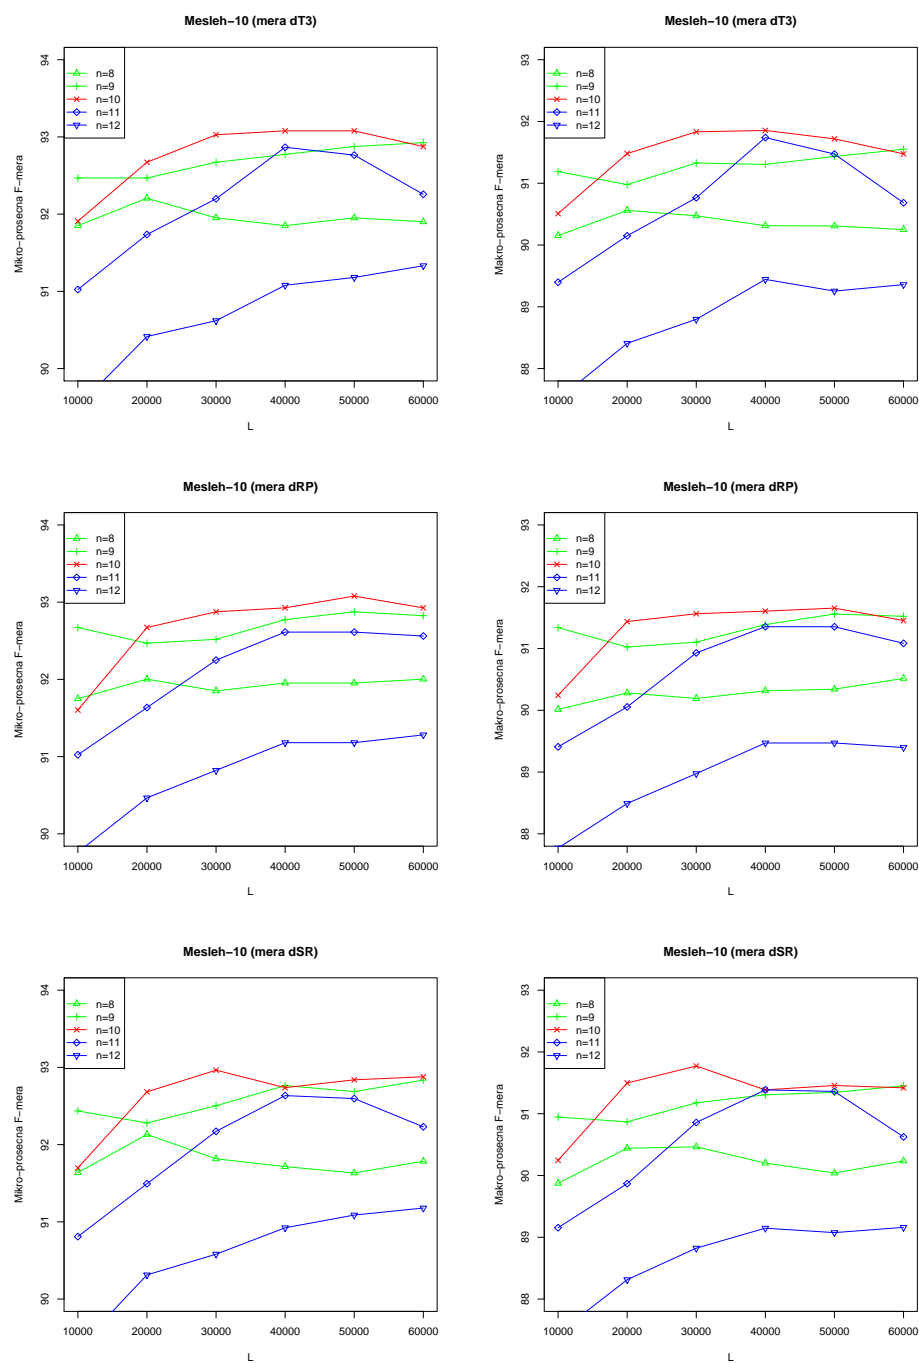 Mesleh−10 (mera dT3)
Mikro−prosecna F−mera
94
93
92
91
90
n=8
n=9
n=10
n=11
n=12
10000 20000 30000 40000 50000 60000
L
Mesleh−10 (mera dT3)
Makro−prosecna F−mera
93
92
91
90
89
88
n=8
n=9
n=10
n=11
n=12
10000 20000 30000 40000 50000 60000
L
Mesleh−10 (mera dRP)
Mikro−prosecna F−mera
94
93
92
91
90
n=8
n=9
n=10
n=11
n=12
10000 20000 30000 40000 50000 60000
L
Mesleh−10 (mera dRP)
Makro−prosecna F−mera
93
92
91
90
89
88
n=8
n=9
n=10
n=11
n=12
10000 20000 30000 40000 50000 60000
L
Mesleh−10 (mera dSR)
Mikro−prosecna F−mera
94
93
92
91
90
n=8
n=9
n=10
n=11
n=12
10000 20000 30000 40000 50000 60000
L
Mesleh−10 (mera dSR)
Makro−prosecna F−mera
93
92
91
90
89
88
n=8
n=9
n=10
n=11
n=12
10000 20000 30000 40000 50000 60000
L